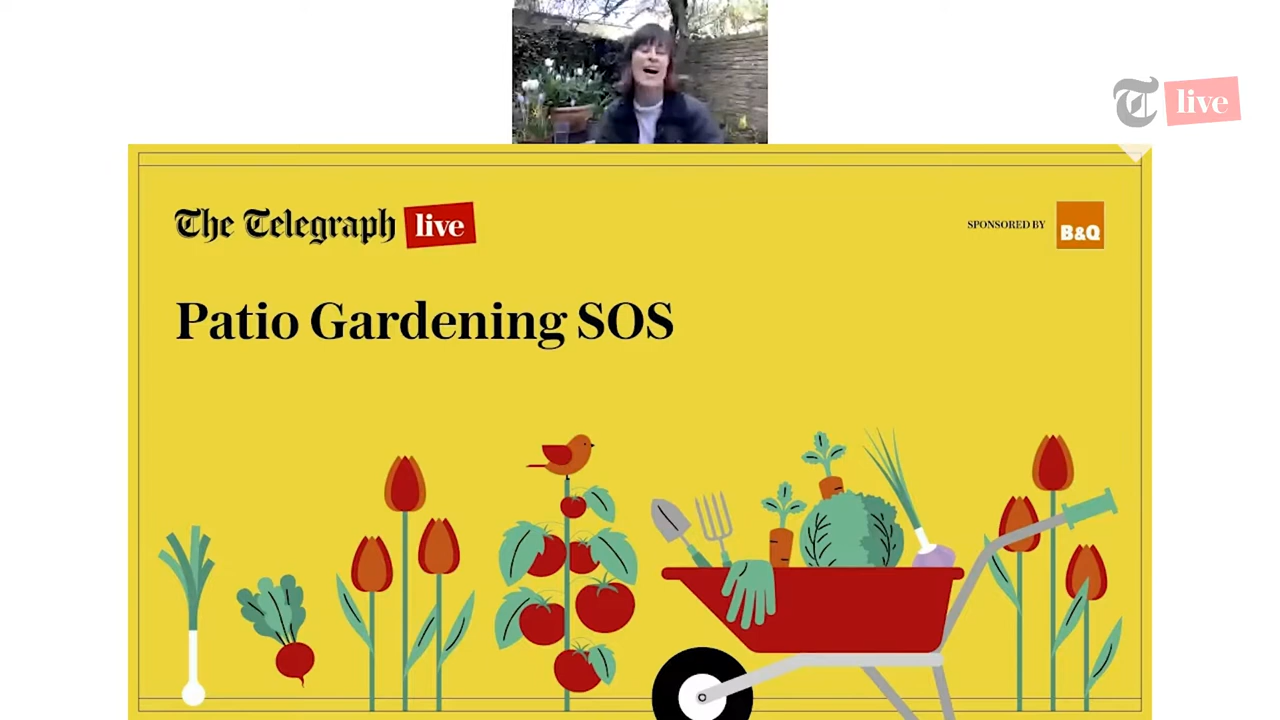 T live
The Telegraph live
SPONSORED BY B&Q
Patio Gardening SOS